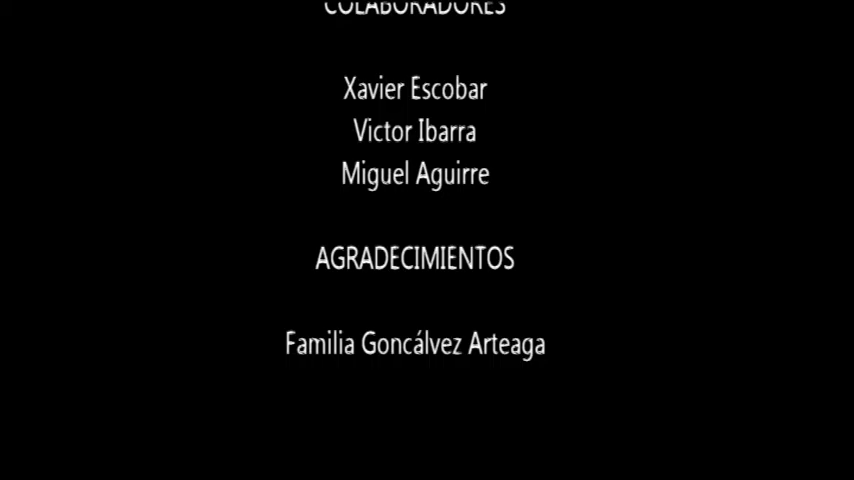 COLABORADORES
Xavier Escobar
Victor Ibarra
Miguel Aguirre
AGRADECIMIENTOS
Familia Goncálvez Arteaga